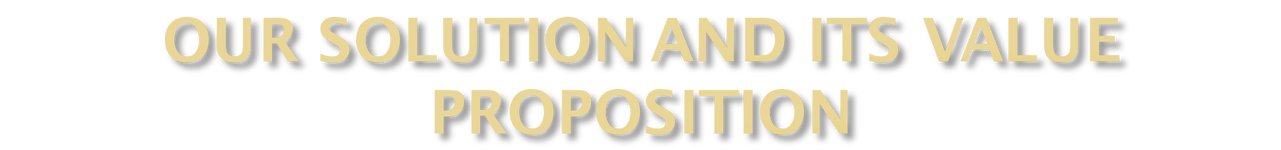 OUR SOLUTION AND ITS VALUE
PROPOSITION